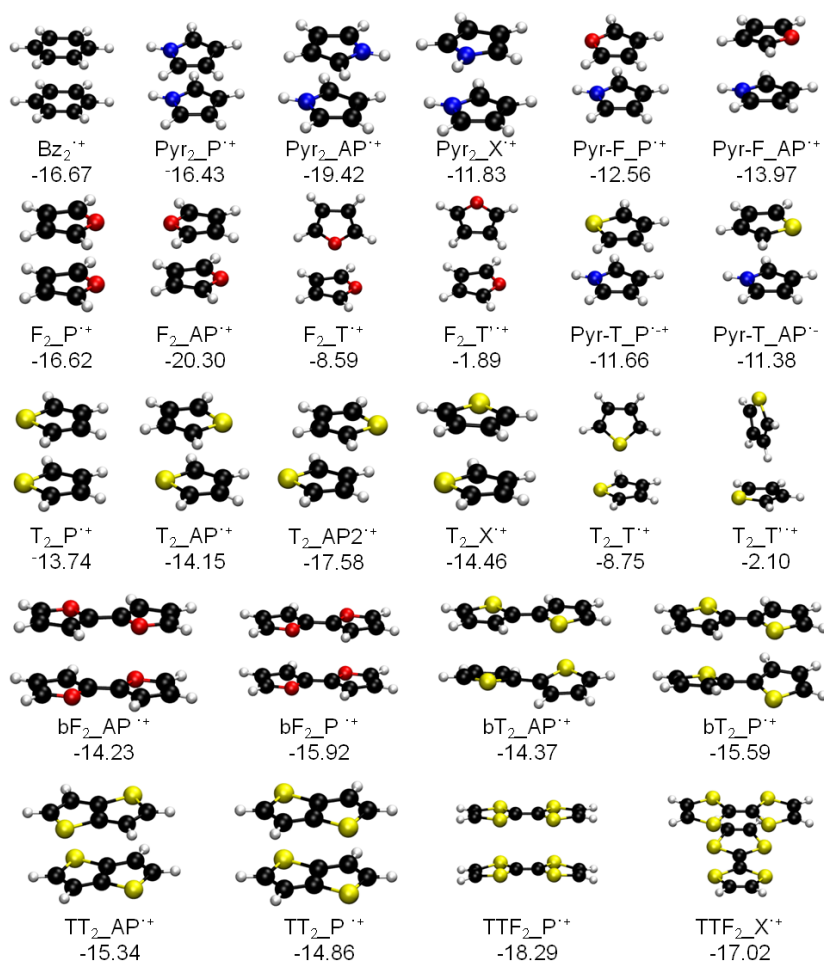 Bz₂·⁺ Pyr₂_P·⁺ Pyr₂_AP·⁺ Pyr₂_X·⁺ Pyr-F_P·⁺ Pyr-F_AP·⁺
-16.67 -16.43 -19.42 -11.83 -12.56 -13.97
F₂_P·⁺ F₂_AP·⁺ F₂_T·⁺ F₂_T'·⁺ Pyr-T_P·-⁺ Pyr-T_AP·-
-16.62 -20.30 -8.59 -1.89 -11.66 -11.38
T₂_P·⁺ T₂_AP·⁺ T₂_AP2·⁺ T₂_X·⁺ T₂_T·⁺ T₂_T'·⁺
-13.74 -14.15 -17.58 -14.46 -8.75 -2.10
bF₂_AP·⁺ bF₂_P·⁺ bT₂_AP·⁺ bT₂_P·⁺
-14.23 -15.92 -14.37 -15.59
TT₂_AP·⁺ TT₂_P·⁺ TTF₂_P·⁺ TTF₂_X·⁺
-15.34 -14.86 -18.29 -17.02